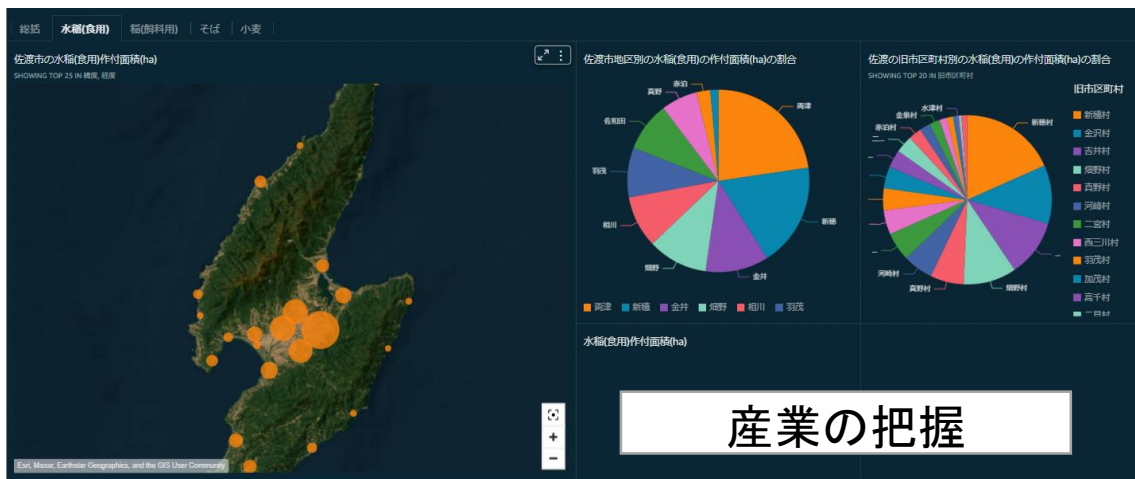 総括
水稲(食用)
稲(飼料用)
そば
小麦
佐渡市の水稲(食用)作付面積(ha)
SHOWING TOP 25 IN 緯度, 経度
Esri, Maxar, Earthstar Geographics, and the GIS User Community
佐渡市地区別の水稲(食用)の作付面積(ha)の割合
赤泊
真野
佐和田
羽茂
相川
畑野
金井
新穂
両津
両津
新穂
金井
畑野
相川
羽茂
佐渡の旧市区町村別の水稲(食用)の作付面積(ha)の割合
SHOWING TOP 20 IN 旧市区町村
水津村
金泉村
赤泊村
二...
河崎村
真野村
畑野村
新穂村
旧市区町村
新穂村
金沢村
吉井村
畑野村
真野村
河崎村
二宮村
西三川村
羽茂村
加茂村
高千村
二見村
水稲(食用)作付面積(ha)
産業の把握